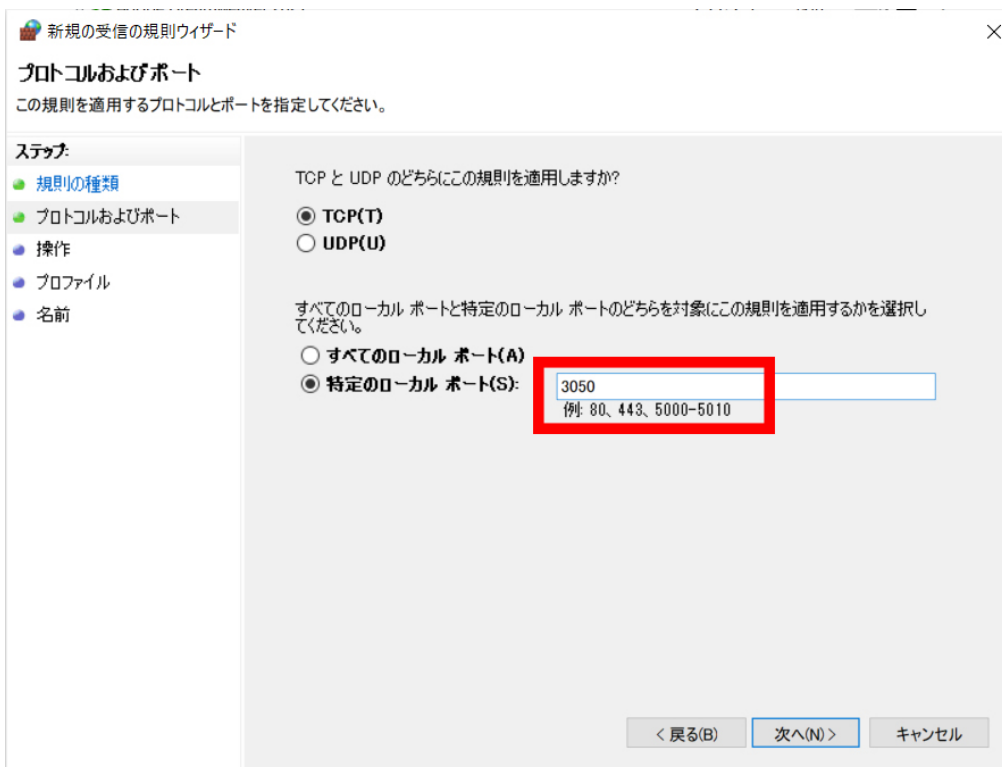 新規の受信の規則ウィザード
プロトコルおよびポート
この規則を適用するプロトコルとポートを指定してください。
ステップ:
規則の種類
プロトコルおよびポート
操作
プロファイル
名前
TCP と UDP のどちらにこの規則を適用しますか?
TCP(T)
UDP(U)
すべてのローカル ポートと特定のローカル ポートのどちらを対象にこの規則を適用するかを選択し
てください。
すべてのローカル ポート(A)
特定のローカル ポート(S):
3050
例: 80、443、5000-5010
< 戻る(B)
次へ(N) >
キャンセル